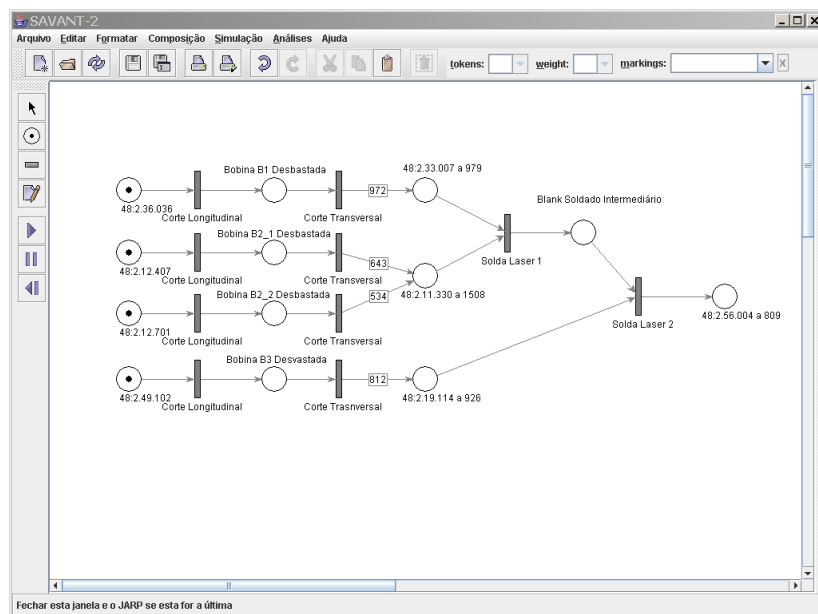 SAVANT-2
Arquivo Editar Formatar Composição Simulação Análises Ajuda
tokens: weight: markings:
Bobina B1 Desbastada
972
48:2.33.007 a 979
48:2.36.036
Corte Longitudinal
Corte Transversal
Blank Soldado Intermediário
Bobina B2_1 Desbastada
643
48:2.12.407
Corte Longitudinal
Corte Transversal
Solda Laser 1
Bobina B2_2 Desbastada
534
48:2.11.330 a 1508
48:2.12.701
Corte Longitudinal
Corte Transversal
Solda Laser 2
48:2.56.004 a 809
Bobina B3 Desvastada
812
48:2.49.102
Corte Longitudinal
Corte Trasnversal
48:2.19.114 a 926
Fechar esta janela e o JARP se esta for a última